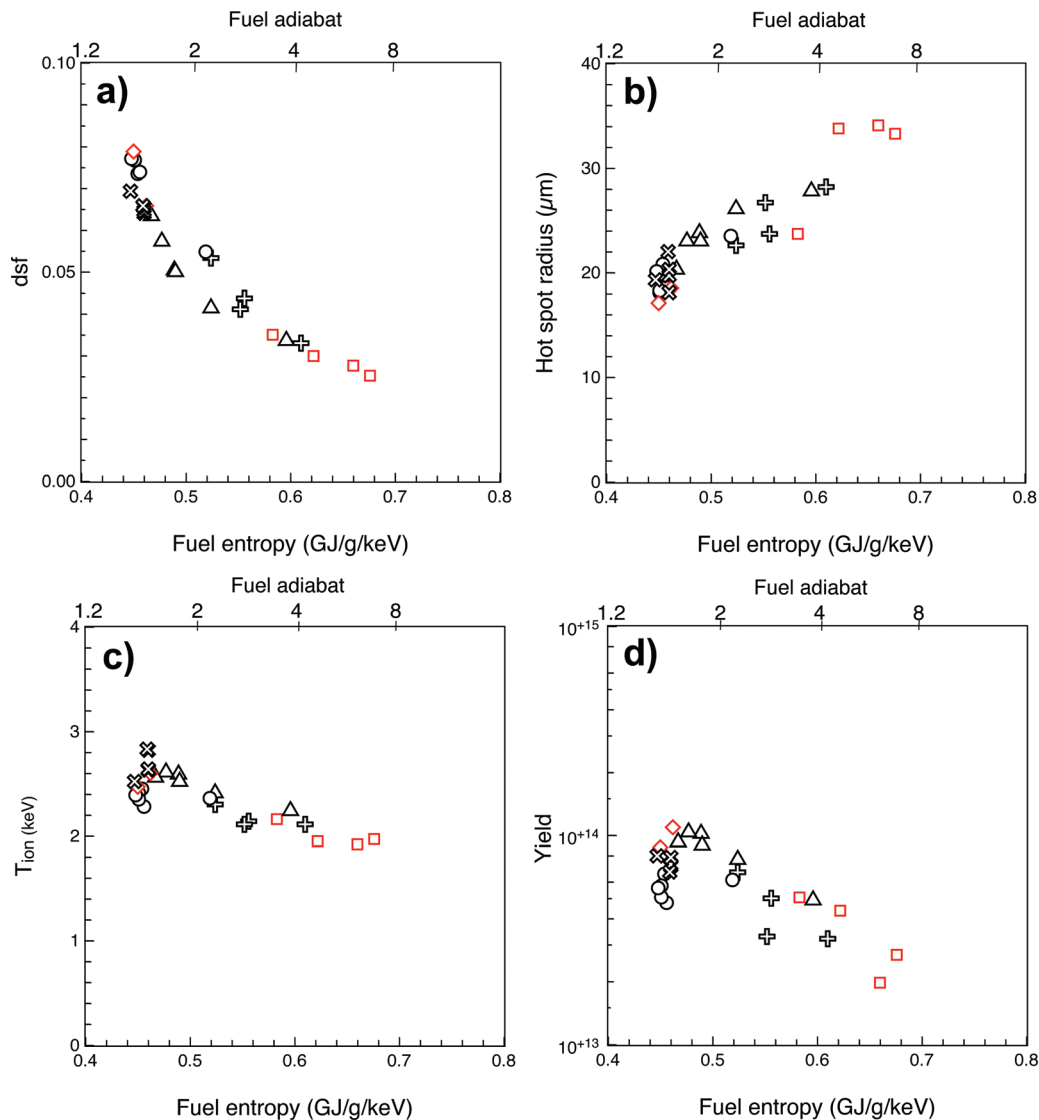 Fuel adiabat
1.2 2 4 8
a)
0.10
0.05
0.00
dsf
0.4 0.5 0.6 0.7 0.8
Fuel entropy (GJ/g/keV)
Fuel adiabat
1.2 2 4 8
b)
40
30
20
10
0
Hot spot radius (µm)
0.4 0.5 0.6 0.7 0.8
Fuel entropy (GJ/g/keV)
Fuel adiabat
1.2 2 4 8
c)
4
3
2
1
0
Tion (keV)
0.4 0.5 0.6 0.7 0.8
Fuel entropy (GJ/g/keV)
Fuel adiabat
1.2 2 4 8
d)
10+15
10+14
10+13
Yield
0.4 0.5 0.6 0.7 0.8
Fuel entropy (GJ/g/keV)